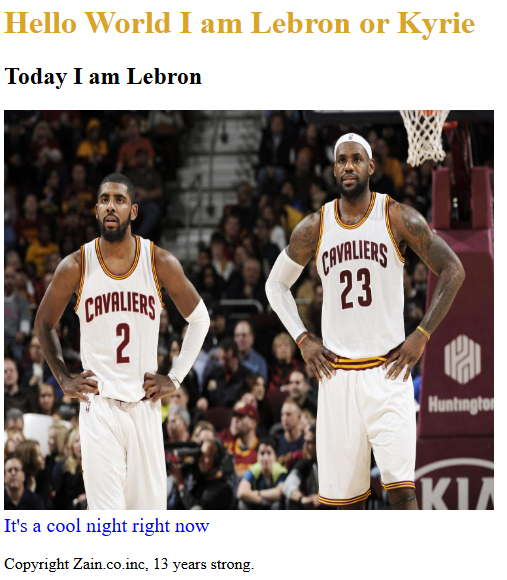 Hello World I am Lebron or Kyrie
Today I am Lebron
CAVALIERS
2
CAVALIERS
23
Huntington
KIA
It's a cool night right now
Copyright Zain.co.inc, 13 years strong.